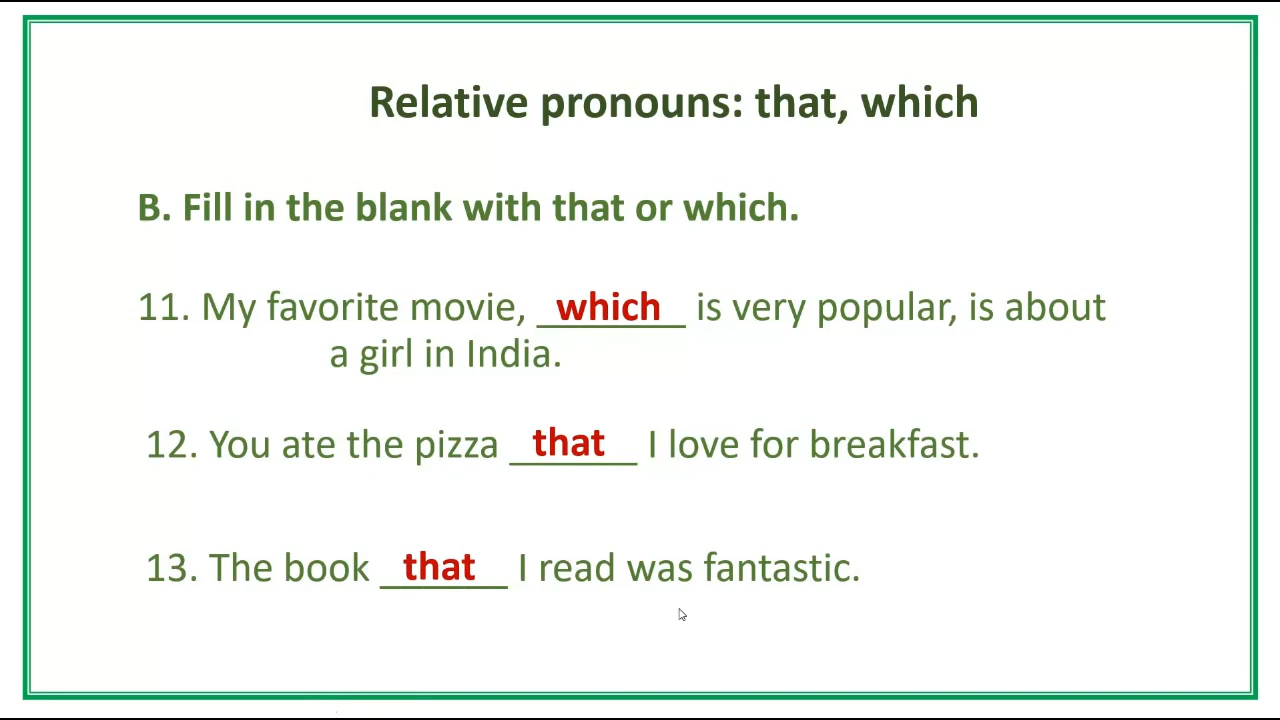 Relative pronouns: that, which
B. Fill in the blank with that or which.
11. My favorite movie, which is very popular, is about
a girl in India.
12. You ate the pizza that I love for breakfast.
13. The book that I read was fantastic.